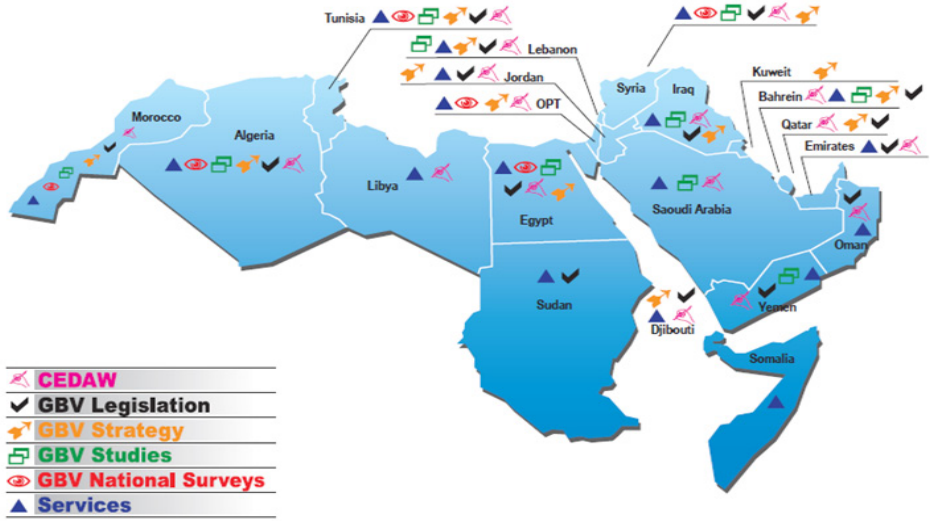 Tunisia
Lebanon
Jordan
OPT
Syria
Iraq
Kuwait
Bahrein
Qatar
Emirates
Morocco
Algeria
Libya
Egypt
Saoudi Arabia
Oman
Sudan
Yemen
Djibouti
Somalia
CEDAW
GBV Legislation
GBV Strategy
GBV Studies
GBV National Surveys
Services